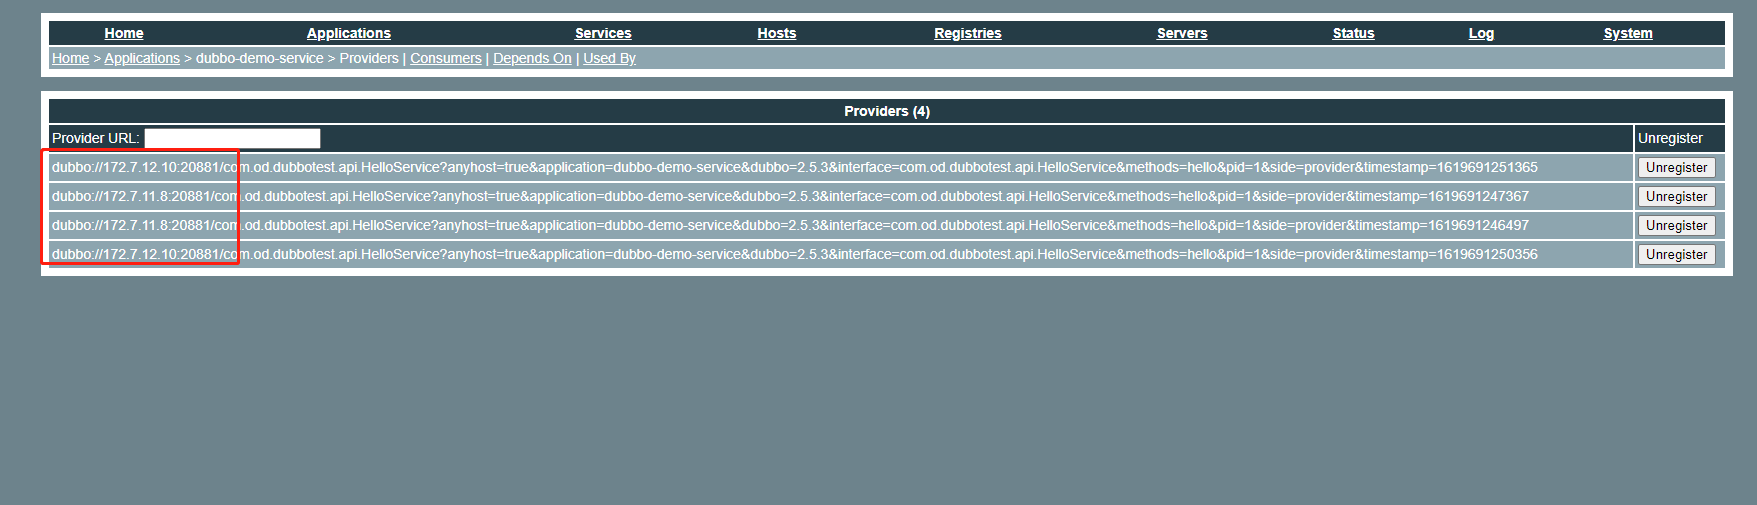 Home Applications Services Hosts Registries Servers Status Log System
Home > Applications > dubbo-demo-service > Providers | Consumers | Depends On | Used By
Providers (4)
Provider URL: Unregister
dubbo://172.7.12.10:20881/com.od.dubbotest.api.HelloService?anyhost=true&application=dubbo-demo-service&dubbo=2.5.3&interface=com.od.dubbotest.api.HelloService&methods=hello&pid=1&side=provider&timestamp=1619691251365 Unregister
dubbo://172.7.11.8:20881/com.od.dubbotest.api.HelloService?anyhost=true&application=dubbo-demo-service&dubbo=2.5.3&interface=com.od.dubbotest.api.HelloService&methods=hello&pid=1&side=provider&timestamp=1619691247367 Unregister
dubbo://172.7.11.8:20881/com.od.dubbotest.api.HelloService?anyhost=true&application=dubbo-demo-service&dubbo=2.5.3&interface=com.od.dubbotest.api.HelloService&methods=hello&pid=1&side=provider&timestamp=1619691246497 Unregister
dubbo://172.7.12.10:20881/com.od.dubbotest.api.HelloService?anyhost=true&application=dubbo-demo-service&dubbo=2.5.3&interface=com.od.dubbotest.api.HelloService&methods=hello&pid=1&side=provider&timestamp=1619691250356 Unregister